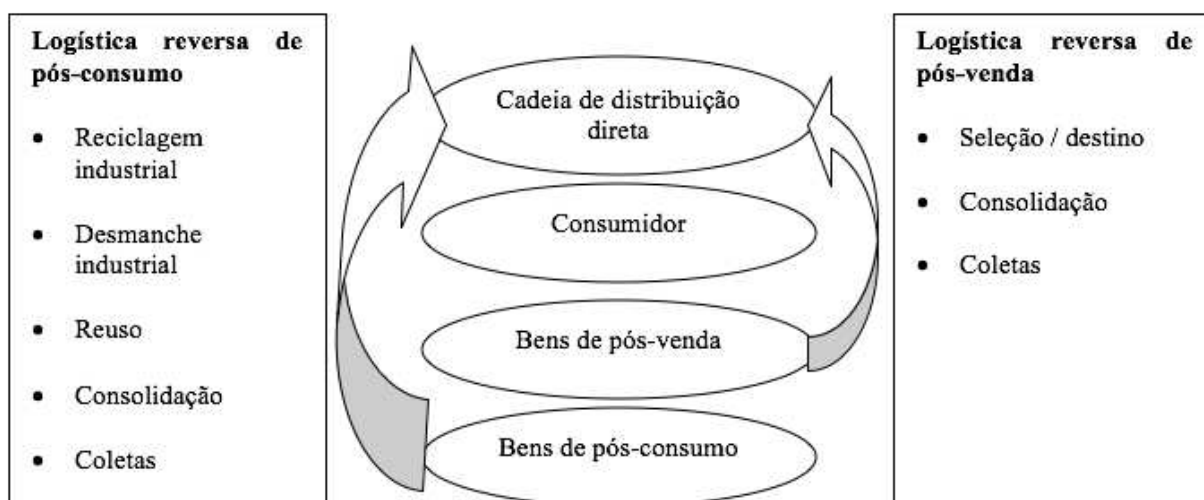 Logística reversa de
pós-consumo
• Reciclagem
industrial
• Desmanche
industrial
• Reuso
• Consolidação
• Coletas
Cadeia de distribuição
direta
Consumidor
Bens de pós-venda
Bens de pós-consumo
Logística reversa de
pós-venda
• Seleção / destino
• Consolidação
• Coletas